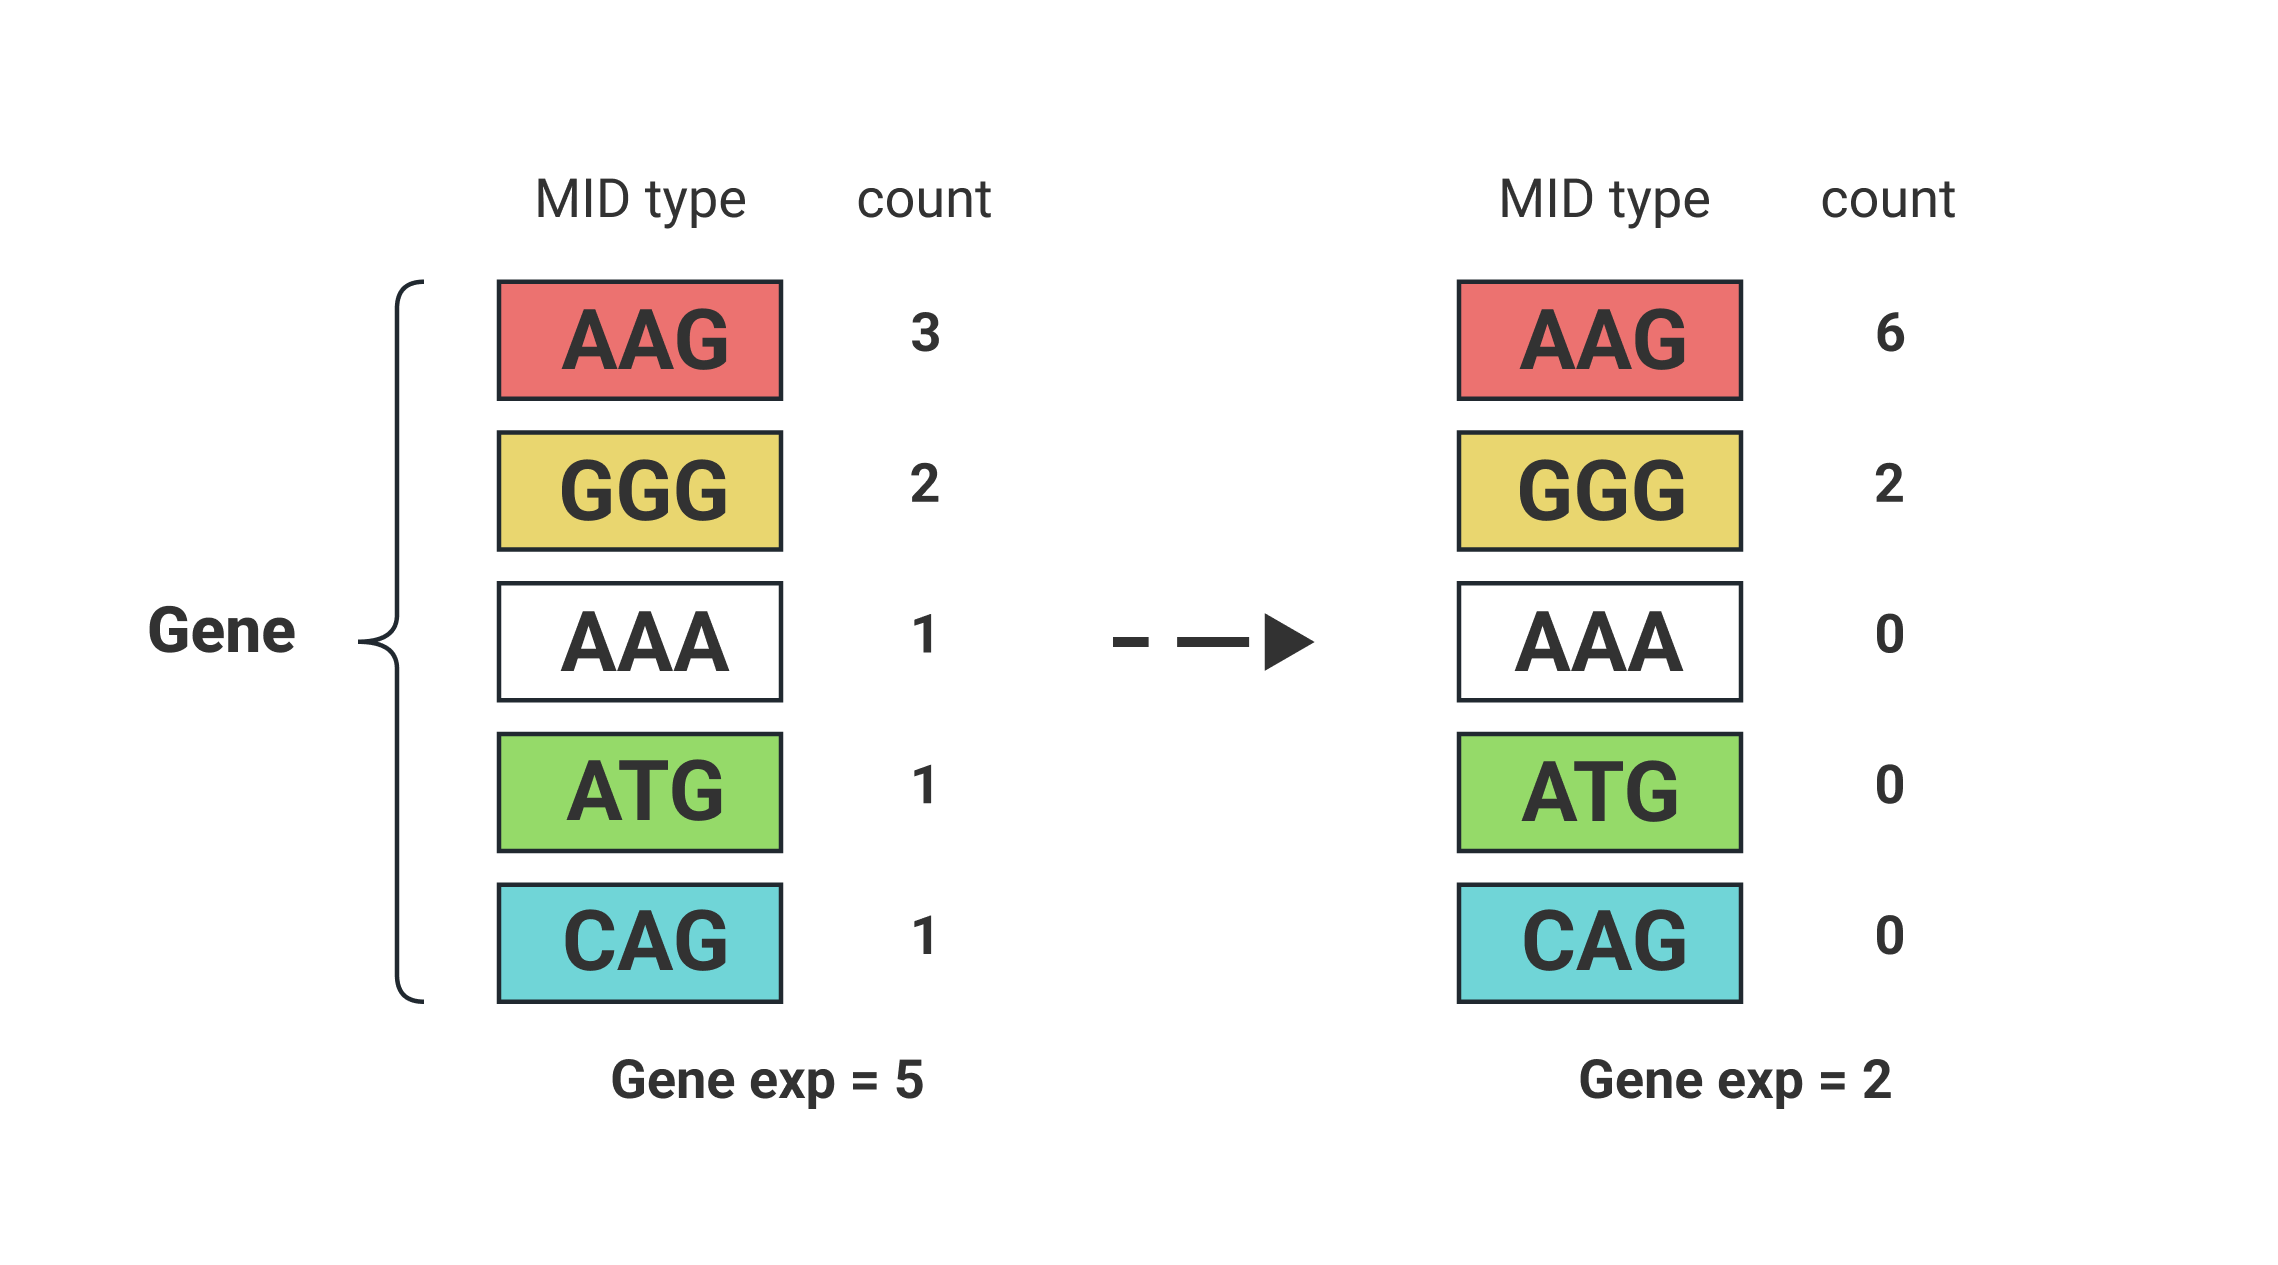 MID type count MID type count
AAG 3 AAG 6
GGG 2 GGG 2
Gene AAA 1 AAA 0
ATG 1 ATG 0
CAG 1 CAG 0
Gene exp = 5 Gene exp = 2